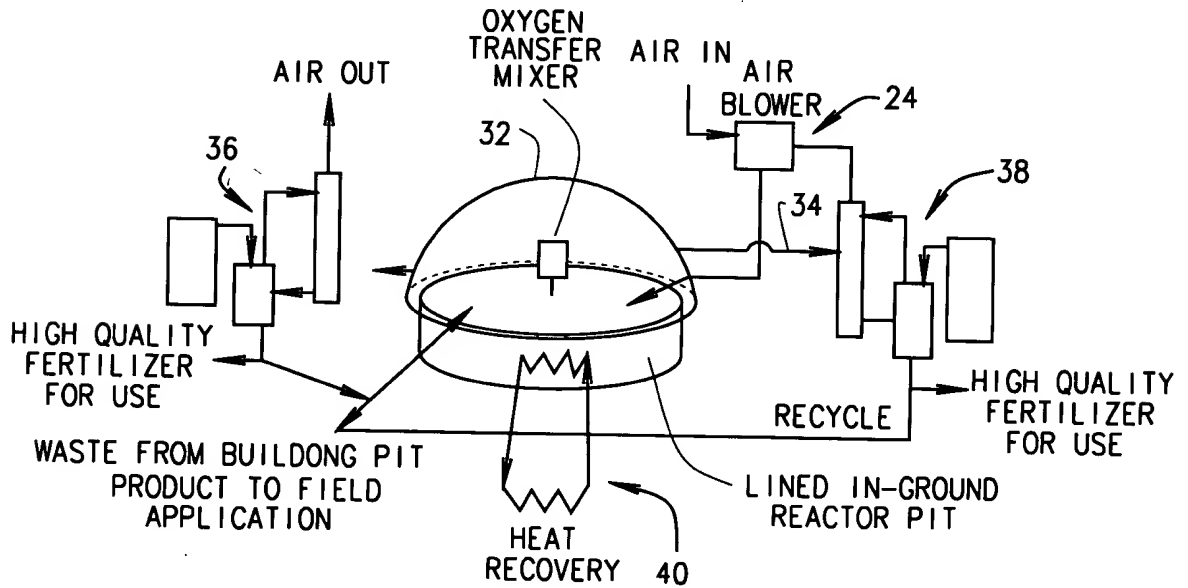 OXYGEN
TRANSFER
MIXER
AIR IN
AIR
BLOWER
24
AIR OUT
32
36
38
34
HIGH QUALITY
FERTILIZER
FOR USE
RECYCLE
HIGH QUALITY
FERTILIZER
FOR USE
WASTE FROM BUILDONG PIT
PRODUCT TO FIELD
APPLICATION
LINED IN-GROUND
REACTOR PIT
HEAT
RECOVERY
40